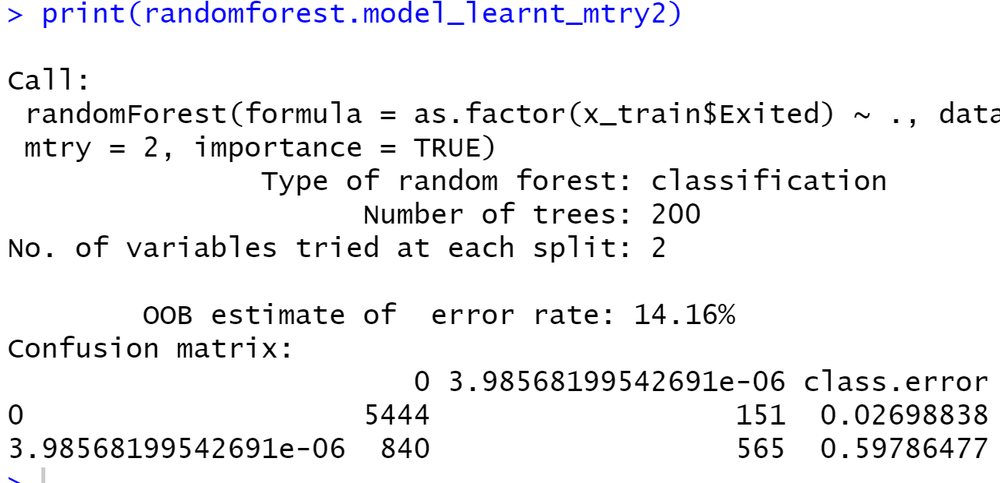 > print(randomforest.model_learnt_mtry2)
Call:
randomForest(formula = as.factor(x_train$Exited) ~ ., data
mtry = 2, importance = TRUE)
Type of random forest: classification
Number of trees: 200
No. of variables tried at each split: 2
OOB estimate of  error rate: 14.16%
Confusion matrix:
0 3.98568199542691e-06 class.error
0 5444 151 0.02698838
3.98568199542691e-06 840 565 0.59786477
>